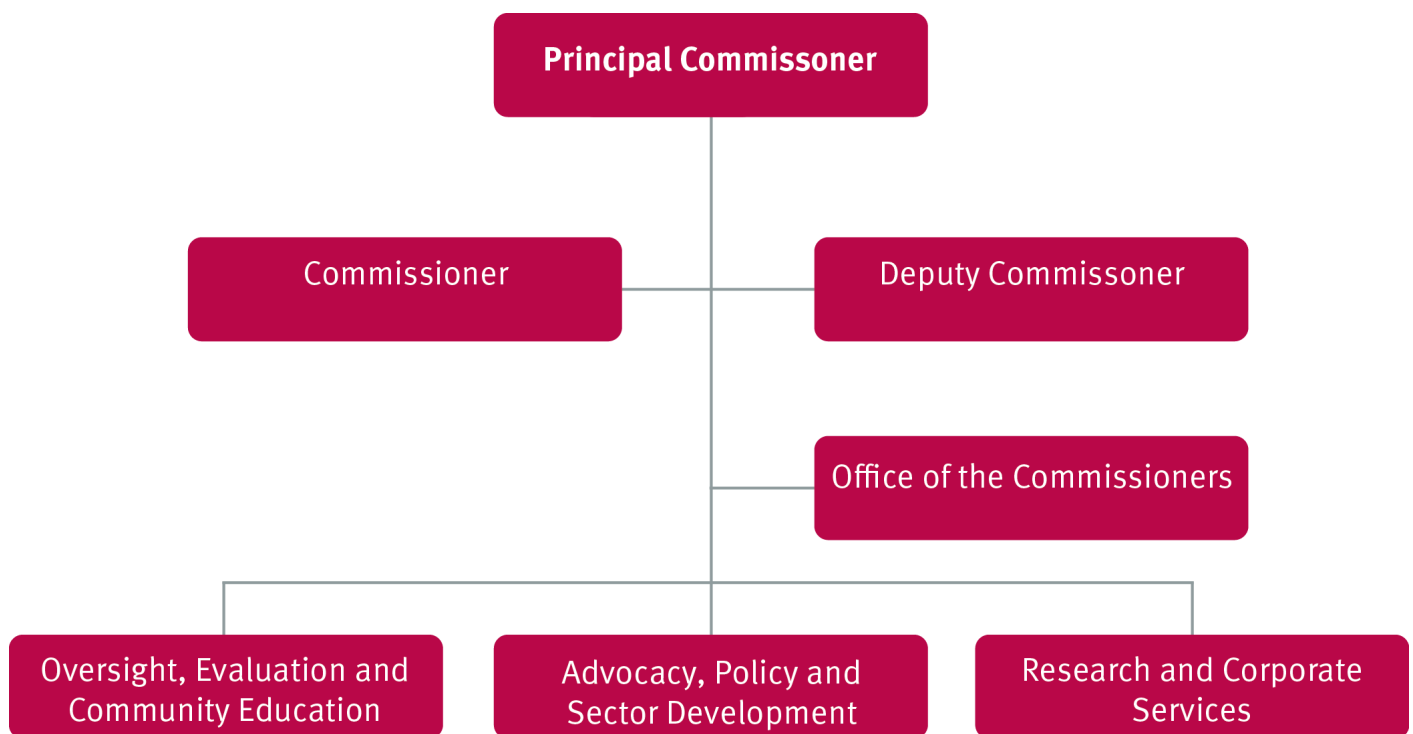 Principal Commissoner
Commissioner
Deputy Commissoner
Office of the Commissioners
Oversight, Evaluation and
Community Education
Advocacy, Policy and
Sector Development
Research and Corporate
Services